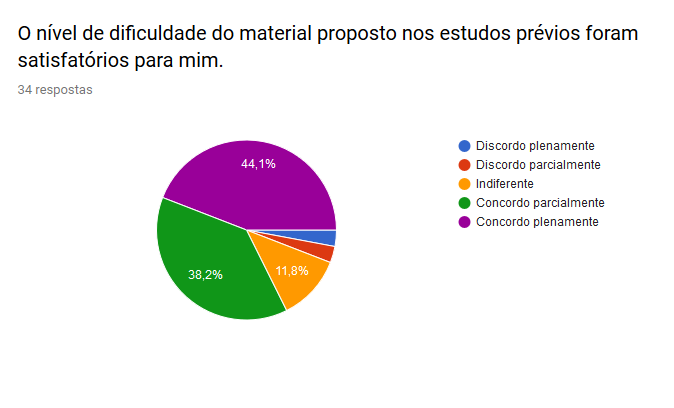 O nível de dificuldade do material proposto nos estudos prévios foram
satisfatórios para mim.
34 respostas
44,1%
38,2%
11,8%
Discordo plenamente
Discordo parcialmente
Indiferente
Concordo parcialmente
Concordo plenamente